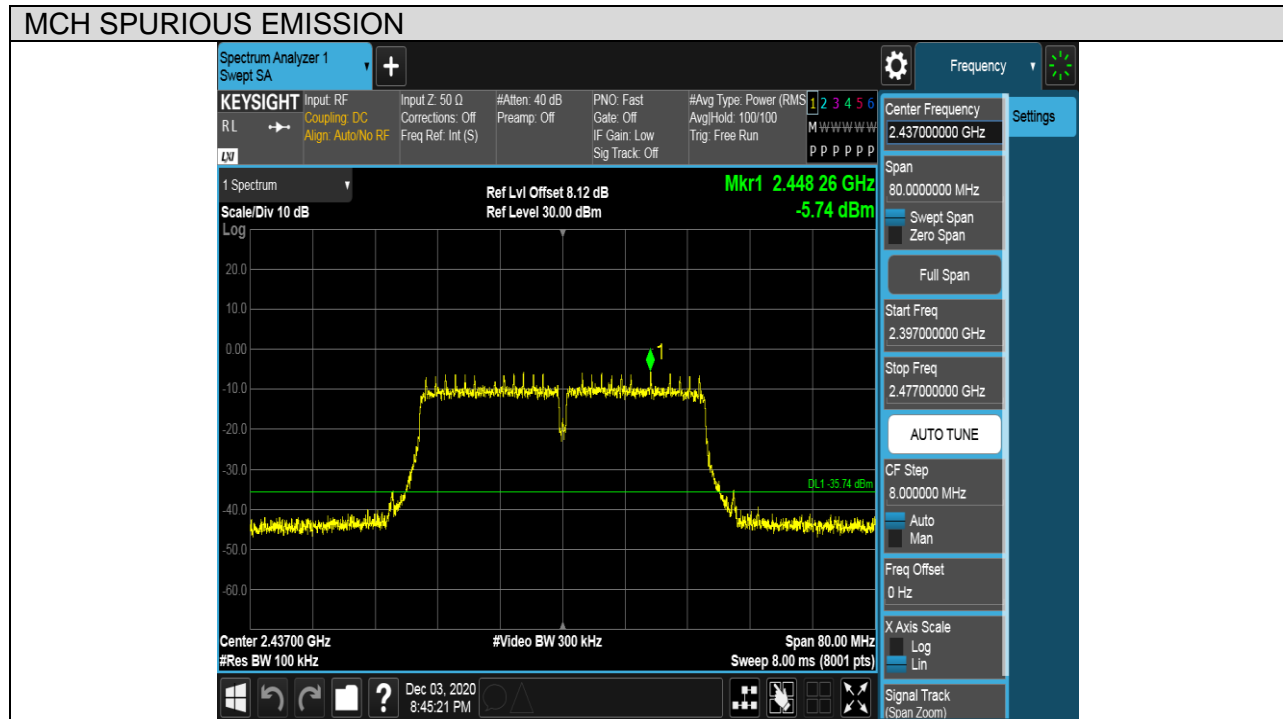 MCH SPURIOUS EMISSION
Spectrum Analyzer 1
Swept SA
+
Frequency
KEYSIGHT
RL
LXI
Input: RF
Coupling: DC
Align: Auto/No RF
Input Z: 50 Ω
Corrections: Off
Freq Ref: Int (S)
#Atten: 40 dB
Preamp: Off
PNO: Fast
Gate: Off
IF Gain: Low
Sig Track: Off
#Avg Type: Power (RMS
Avg|Hold: 100/100
Trig: Free Run
1 2 3 4 5 6
M W W W W W
P P P P P P
1 Spectrum
Scale/Div 10 dB
Ref Lvl Offset 8.12 dB
Ref Level 30.00 dBm
Mkr1 2.448 26 GHz
-5.74 dBm
Log
20.0
10.0
0.00
-10.0
-20.0
-30.0
-40.0
-50.0
-60.0
1
DL1 -35.74 dBm
Center 2.43700 GHz
#Res BW 100 kHz
#Video BW 300 kHz
Span 80.00 MHz
Sweep 8.00 ms (8001 pts)
Center Frequency
2.437000000 GHz
Settings
Span
80.0000000 MHz
Swept Span
Zero Span
Full Span
Start Freq
2.397000000 GHz
Stop Freq
2.477000000 GHz
AUTO TUNE
CF Step
8.000000 MHz
Auto
Man
Freq Offset
0 Hz
X Axis Scale
Log
Lin
Signal Track
(Span Zoom)
?
Dec 03, 2020
8:45:21 PM